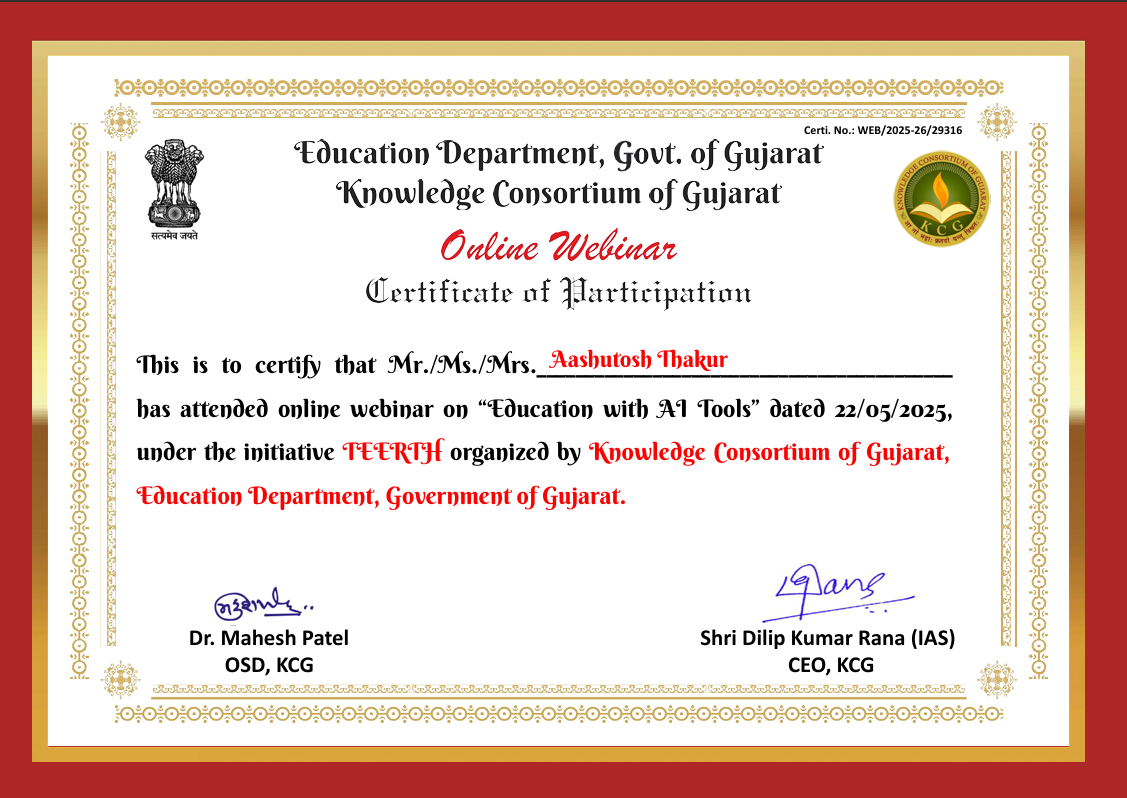 Certi. No.: WEB/2025-26/29316
Education Department, Govt. of Gujarat
Knowledge Consortium of Gujarat
सत्यमेव जयते
KNOWLEDGE CONSORTIUM OF GUJARAT
KCG
Online Webinar
Certificate of Participation
This is to certify that Mr./Ms./Mrs. Aashutosh Thakur
has attended online webinar on “Education with AI Tools” dated 22/05/2025,
under the initiative TEERTH organized by Knowledge Consortium of Gujarat,
Education Department, Government of Gujarat.
Dr. Mahesh Patel
OSD, KCG
Shri Dilip Kumar Rana (IAS)
CEO, KCG